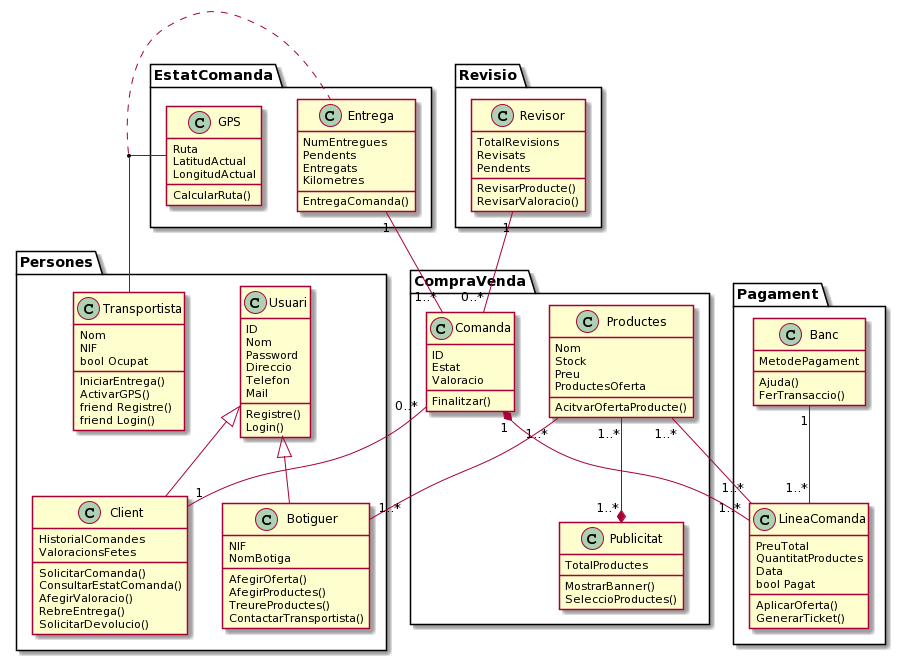 EstatComanda
C GPS
Ruta
LatitudActual
LongitudActual
CalcularRuta()
C Entrega
NumEntregues
Pendents
Entregats
Kilometres
EntregaComanda()
Revisio
C Revisor
TotalRevisions
Revisats
Pendents
RevisarProducte()
RevisarValoracio()
1
1
Persones
C Transportista
Nom
NIF
bool Ocupat
IniciarEntrega()
ActivarGPS()
friend Registre()
friend Login()
C Usuari
ID
Nom
Password
Direccio
Telefon
Mail
Registre()
Login()
CompraVenda
1..*
0..*
C Comanda
ID
Estat
Valoracio
Finalitzar()
C Productes
Nom
Stock
Preu
ProductesOferta
AcitvarOfertaProducte()
Pagament
C Banc
MetodePagament
Ajuda()
FerTransaccio()
0..*
1
1..*
1..*
1..*
1
1
1..*
1..*
1..*
1..*
1..*
C Client
HistorialComandes
ValoracionsFetes
SolicitarComanda()
ConsultarEstatComanda()
AfegirValoracio()
RebreEntrega()
SolicitarDevolucio()
C Botiguer
NIF
NomBotiga
AfegirOferta()
AfegirProductes()
TreureProductes()
ContactarTransportista()
C Publicitat
TotalProductes
MostrarBanner()
SeleccioProductes()
C LineaComanda
PreuTotal
QuantitatProductes
Data
bool Pagat
AplicarOferta()
GenerarTicket()